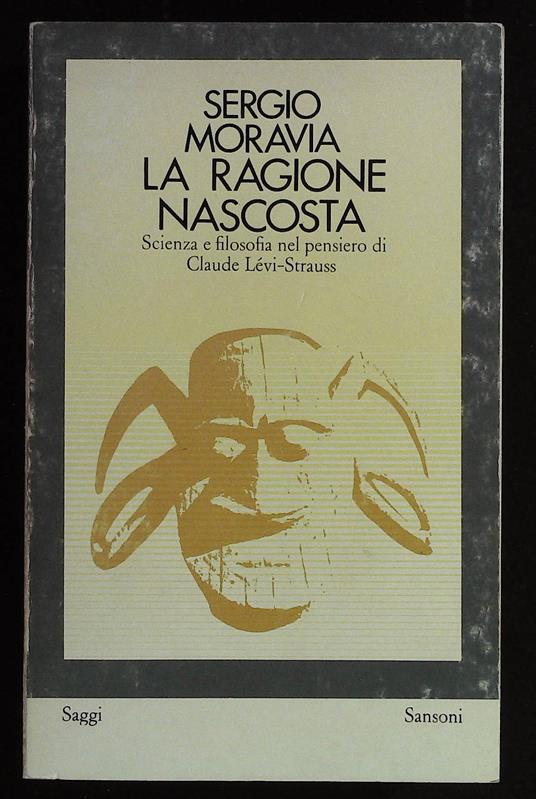 SERGIO
MORAVIA
LA RAGIONE
NASCOSTA
Scienza e filosofia nel pensiero di
Claude Lévi-Strauss
Saggi Sansoni